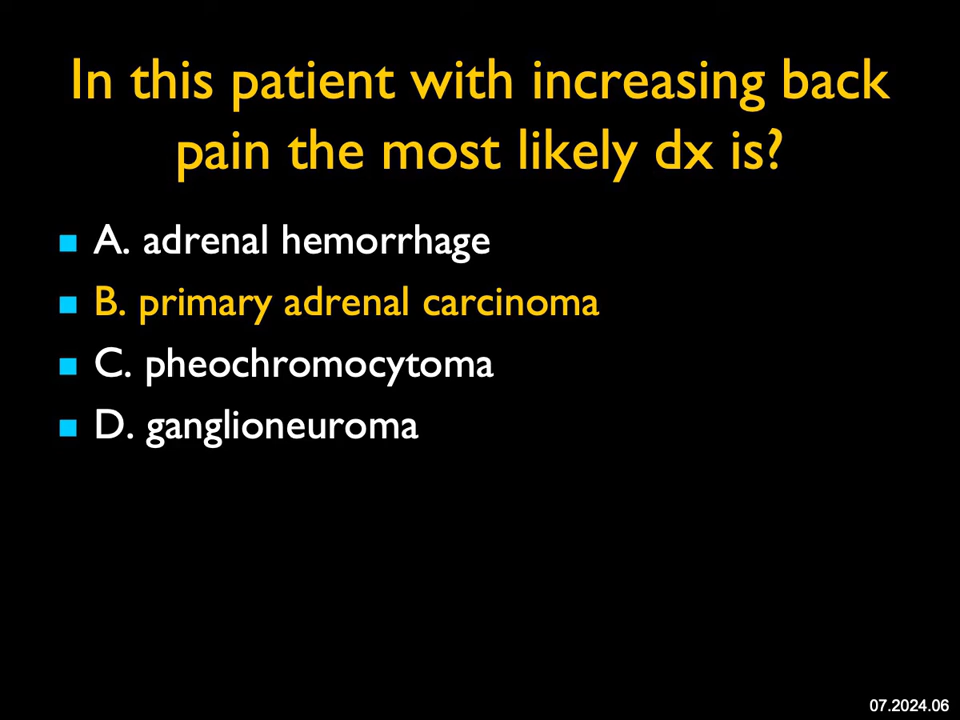 In this patient with increasing back
pain the most likely dx is?
A. adrenal hemorrhage
B. primary adrenal carcinoma
C. pheochromocytoma
D. ganglioneuroma
07.2024.06